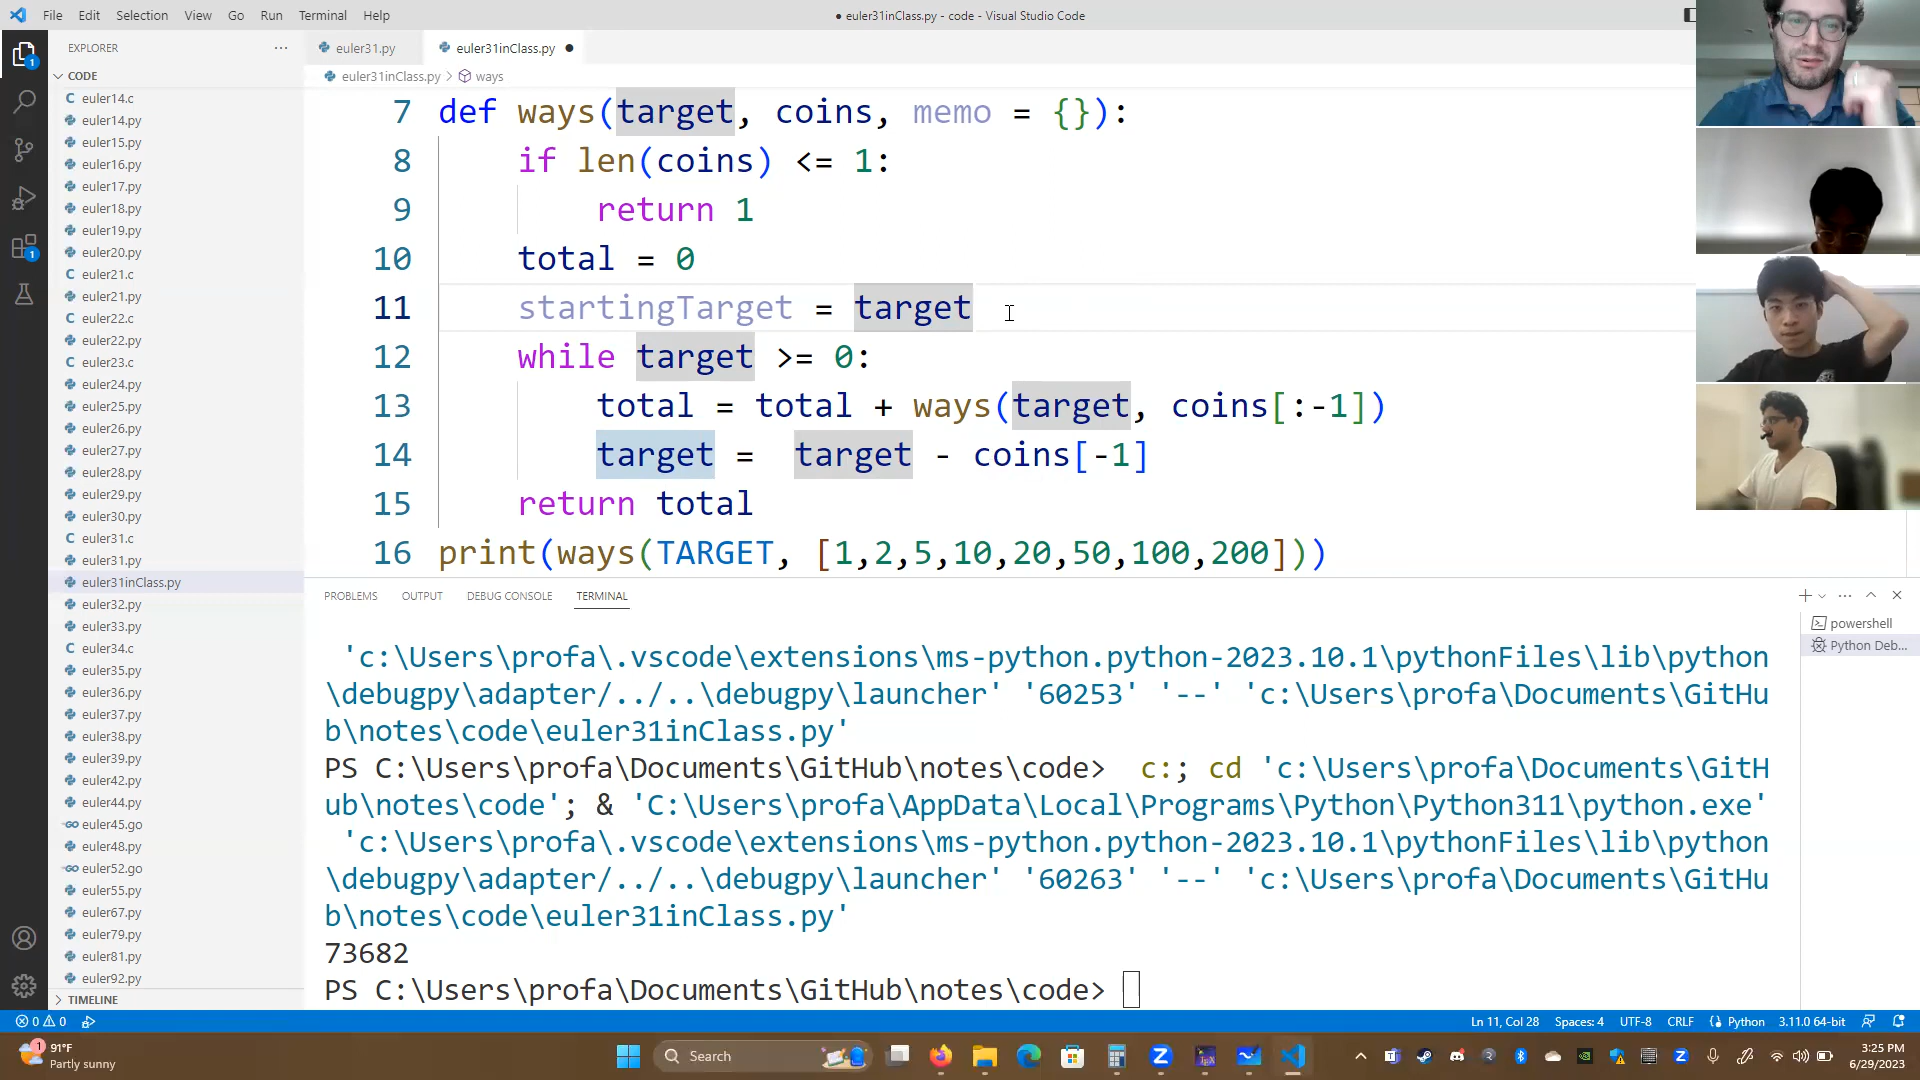 File Edit Selection View Go Run Terminal Help
● euler31inClass.py - code - Visual Studio Code
EXPLORER ···
CODE
C euler14.c
euler14.py
euler15.py
euler16.py
euler17.py
euler18.py
euler19.py
euler20.py
C euler21.c
euler21.py
C euler22.c
euler22.py
C euler23.c
euler24.py
euler25.py
euler26.py
euler27.py
euler28.py
euler29.py
euler30.py
C euler31.c
euler31.py
euler31inClass.py
euler32.py
euler33.py
C euler34.c
euler35.py
euler36.py
euler37.py
euler38.py
euler39.py
euler42.py
euler44.py
euler45.go
euler48.py
euler52.go
euler55.py
euler67.py
euler79.py
euler81.py
euler92.py
TIMELINE
1
1
euler31.py euler31inClass.py ●
euler31inClass.py > ways
7 def ways(target, coins, memo = {}):
8 if len(coins) <= 1:
9 return 1
10 total = 0
11 startingTarget = target
12 while target >= 0:
13 total = total + ways(target, coins[:-1])
14 target =  target - coins[-1]
15 return total
16 print(ways(TARGET, [1,2,5,10,20,50,100,200]))
PROBLEMS OUTPUT DEBUG CONSOLE TERMINAL
powershell
Python Deb...
'c:\Users\profa\.vscode\extensions\ms-python.python-2023.10.1\pythonFiles\lib\python
\debugpy\adapter/../..\debugpy\launcher' '60253' '--' 'c:\Users\profa\Documents\GitHu
b\notes\code\euler31inClass.py'
PS C:\Users\profa\Documents\GitHub\notes\code>  c:; cd 'c:\Users\profa\Documents\GitH
ub\notes\code'; & 'C:\Users\profa\AppData\Local\Programs\Python\Python311\python.exe'
'c:\Users\profa\.vscode\extensions\ms-python.python-2023.10.1\pythonFiles\lib\python
\debugpy\adapter/../..\debugpy\launcher' '60263' '--' 'c:\Users\profa\Documents\GitHu
b\notes\code\euler31inClass.py'
73682
PS C:\Users\profa\Documents\GitHub\notes\code>
0 0 Ln 11, Col 28 Spaces: 4 UTF-8 CRLF Python 3.11.0 64-bit
1 91°F
Partly sunny
Search
3:25 PM
6/29/2023